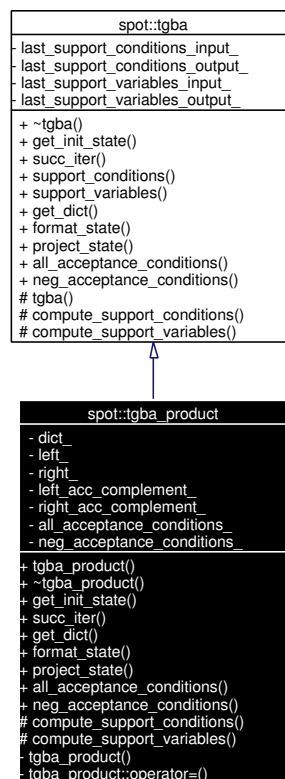 spot::tgba
- last_support_conditions_input_
- last_support_conditions_output_
- last_support_variables_input_
- last_support_variables_output_
+ ~tgba()
+ get_init_state()
+ succ_iter()
+ support_conditions()
+ support_variables()
+ get_dict()
+ format_state()
+ project_state()
+ all_acceptance_conditions()
+ neg_acceptance_conditions()
# tgba()
# compute_support_conditions()
# compute_support_variables()
spot::tgba_product
- dict_
- left_
- right_
- left_acc_complement_
- right_acc_complement_
- all_acceptance_conditions_
- neg_acceptance_conditions_
+ tgba_product()
+ ~tgba_product()
+ get_init_state()
+ succ_iter()
+ get_dict()
+ format_state()
+ project_state()
+ all_acceptance_conditions()
+ neg_acceptance_conditions()
# compute_support_conditions()
# compute_support_variables()
- tgba_product()
- tgba_product::operator=()